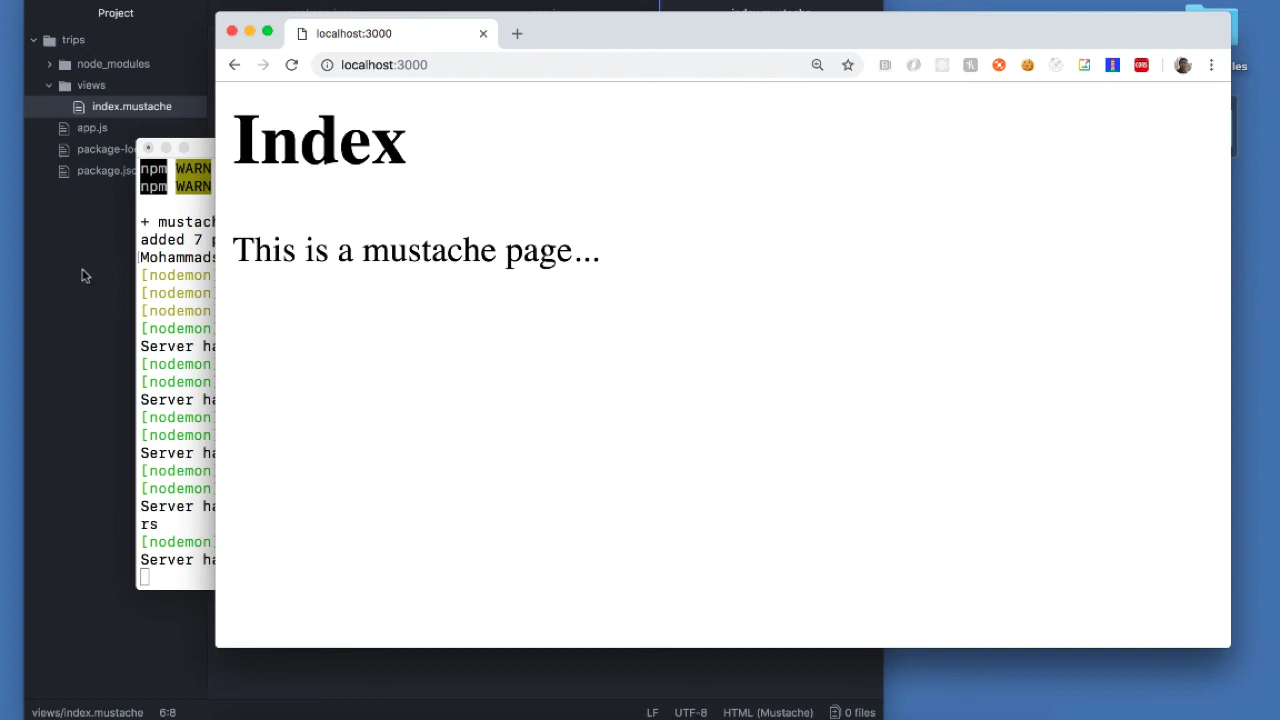 Project
trips
node_modules
views
index.mustache
app.js
package.jso
npm WARN
npm WARN
+ mustach
added 7
Mohammads
[nodemon]
[nodemon]
[nodemon]
[nodemon]
Server ha
[nodemon]
[nodemon]
Server ha
[nodemon]
[nodemon]
Server ha
[nodemon]
[nodemon]
Server ha
rs
[nodemon]
Server ha
localhost:3000
localhost:3000
CORS
Index
This is a mustache page...
views/index.mustache 6:8
LF UTF-8 HTML (Mustache) 0 files